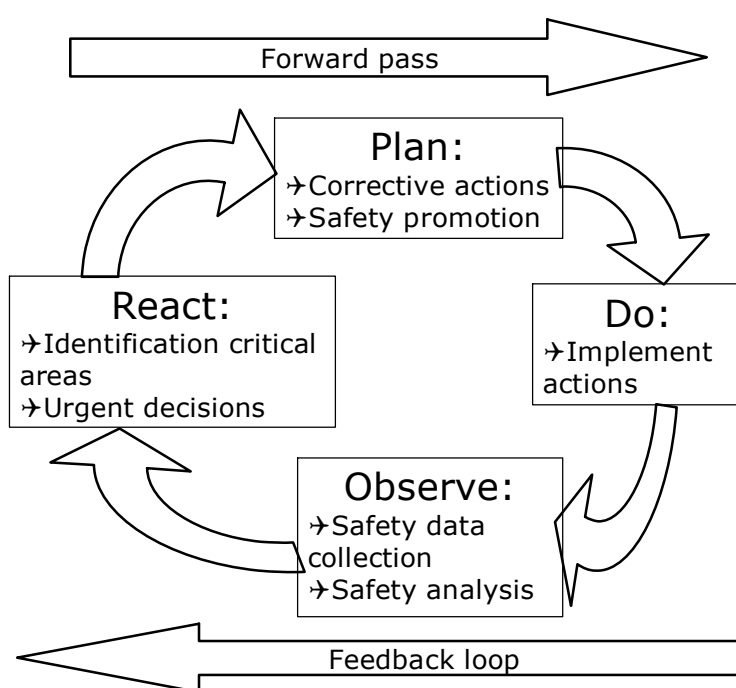 Forward pass
Plan:
✈Corrective actions
✈Safety promotion
React:
✈Identification critical
areas
✈Urgent decisions
Do:
✈Implement
actions
Observe:
✈Safety data
collection
✈Safety analysis
Feedback loop